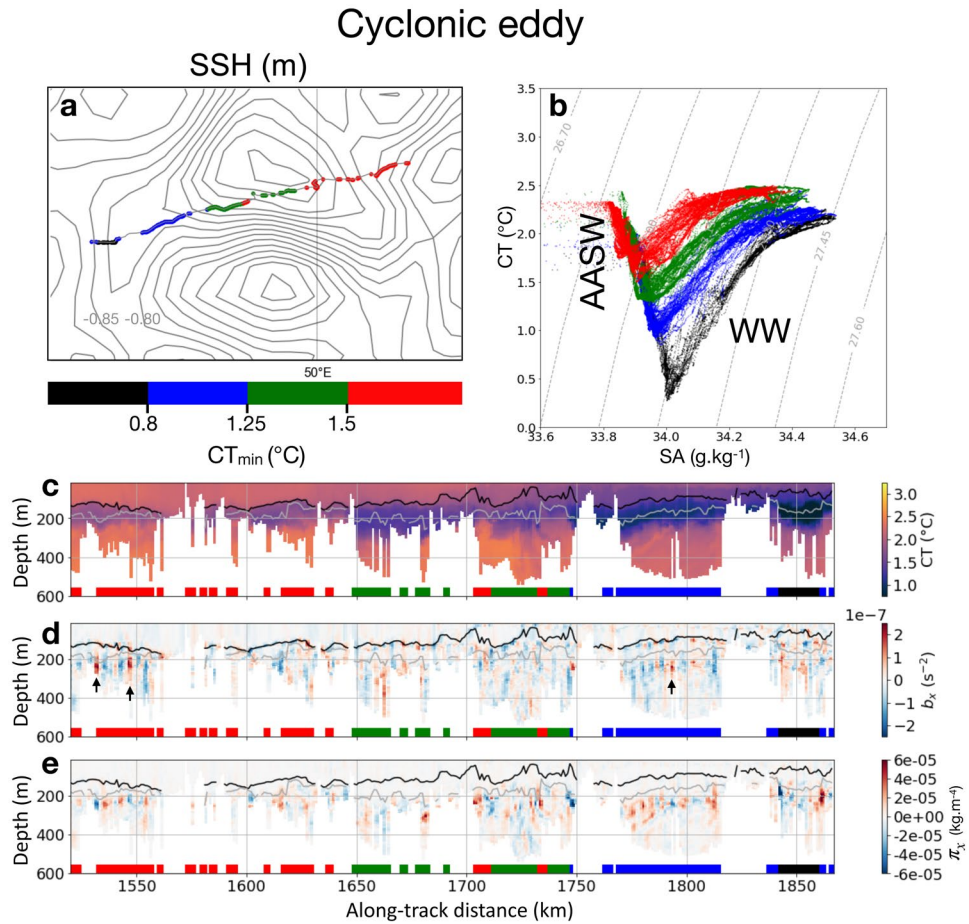 Cyclonic eddy
SSH (m)
a
-0.85 -0.80
50°E
0.8 1.25 1.5
CTmin (°C)
b
3.5
3.0
2.5
2.0
1.5
1.0
0.5
0.0
CT (°C)
26.70
27.45
27.60
AASW
WW
33.6 33.8 34.0 34.2 34.4 34.6
SA (g.kg⁻¹)
c
Depth (m)
200
400
600
3.0
2.5
2.0
1.5
1.0
CT (°C)
d
Depth (m)
200
400
600
1e-7
2
1
0
-1
-2
b_x (s⁻²)
e
Depth (m)
200
400
600
6e-05
4e-05
2e-05
0e+00
-2e-05
-4e-05
-6e-05
π_x (kg.m⁻⁴)
1550 1600 1650 1700 1750 1800 1850
Along-track distance (km)